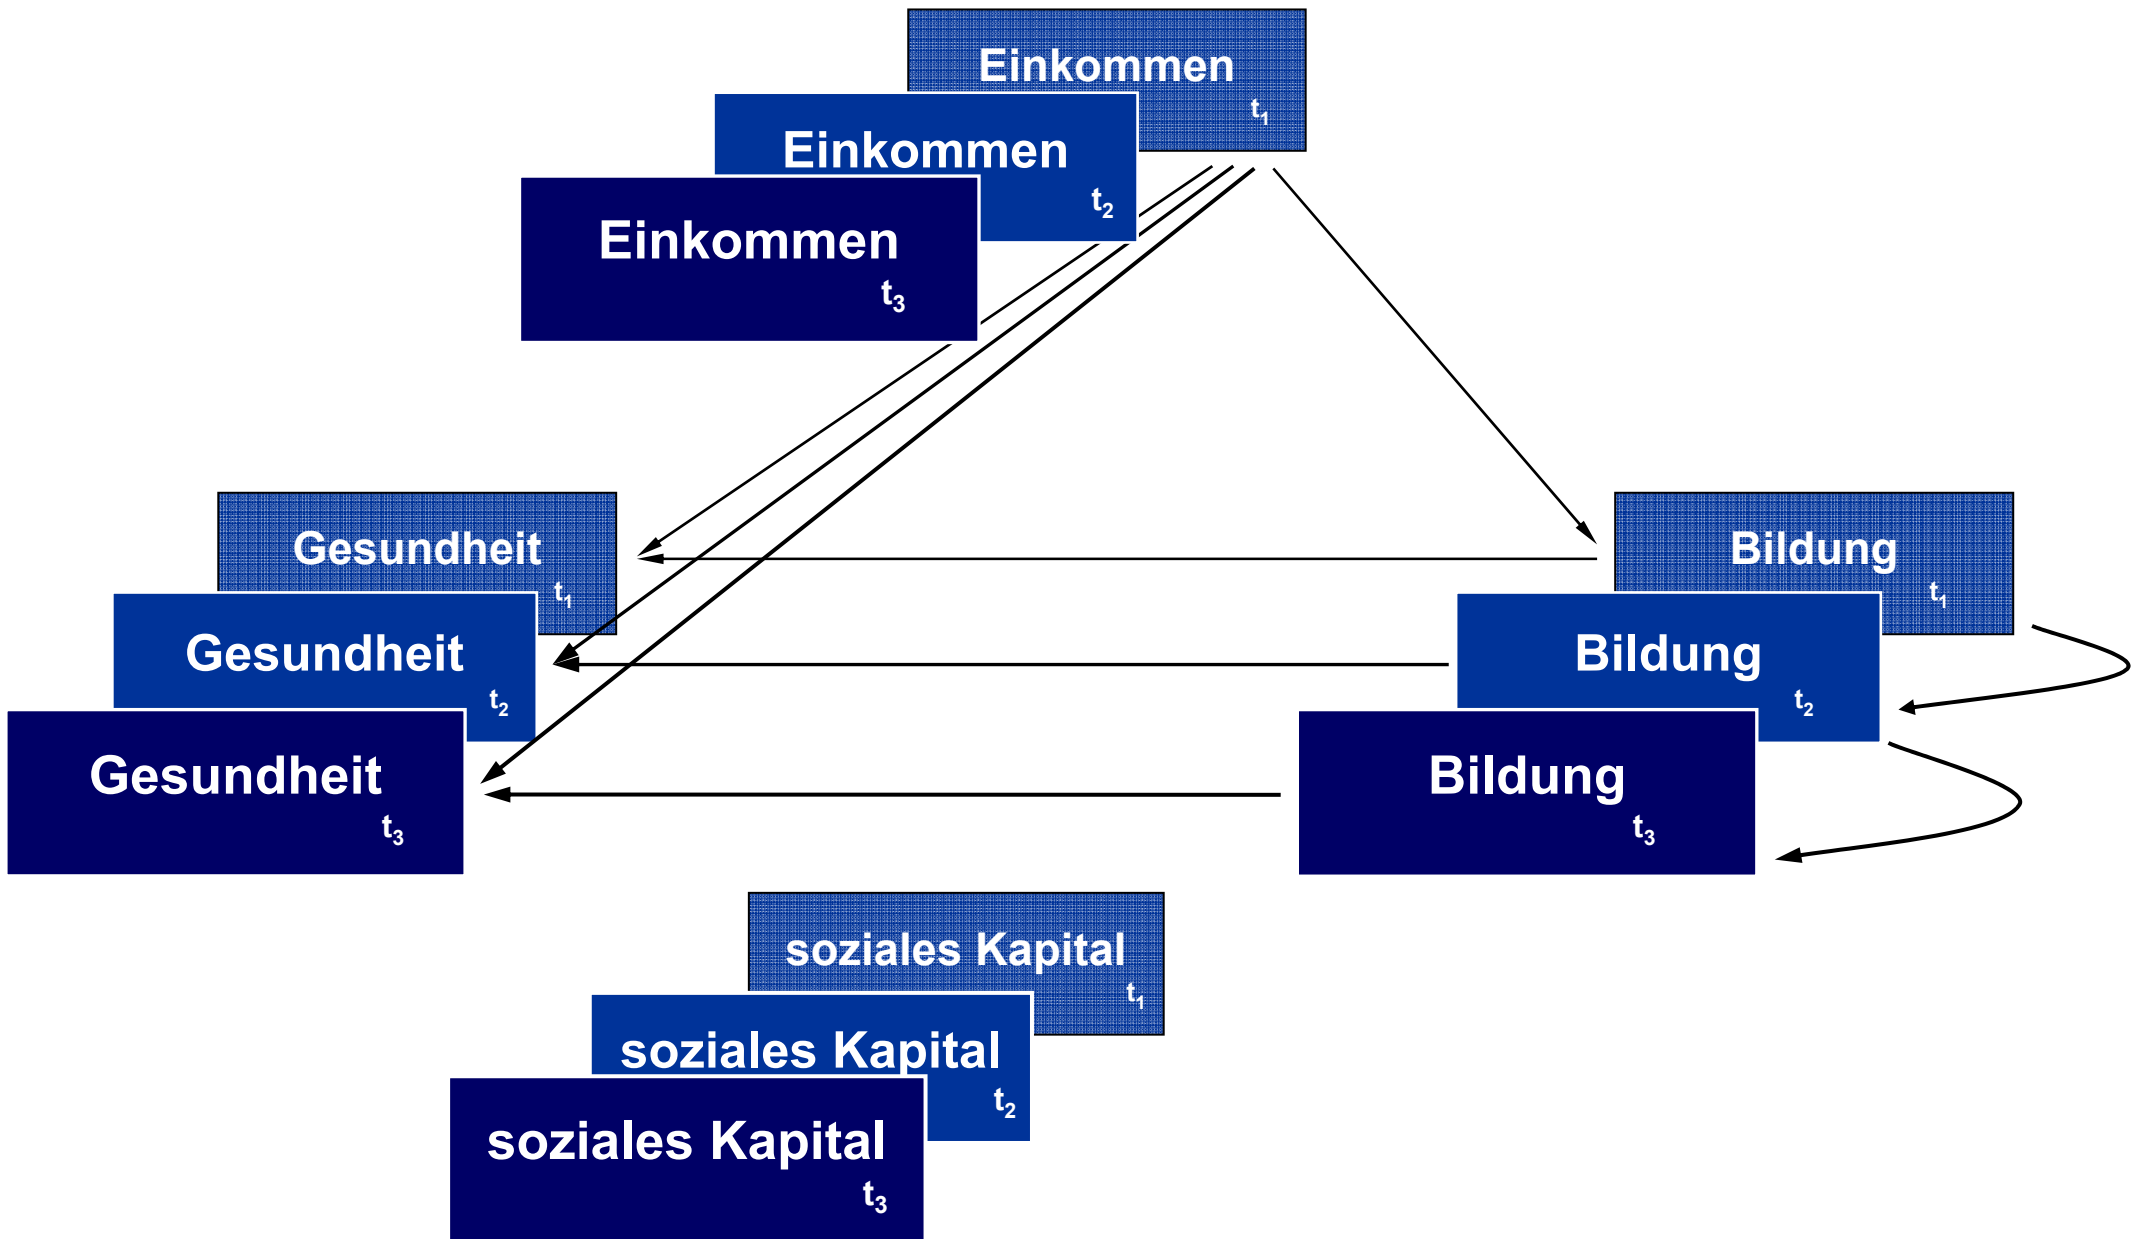 Einkommen
t1
Einkommen
t2
Einkommen
t3
Gesundheit
t1
Gesundheit
t2
Gesundheit
t3
Bildung
t1
Bildung
t2
Bildung
t3
soziales Kapital
t1
soziales Kapital
t2
soziales Kapital
t3